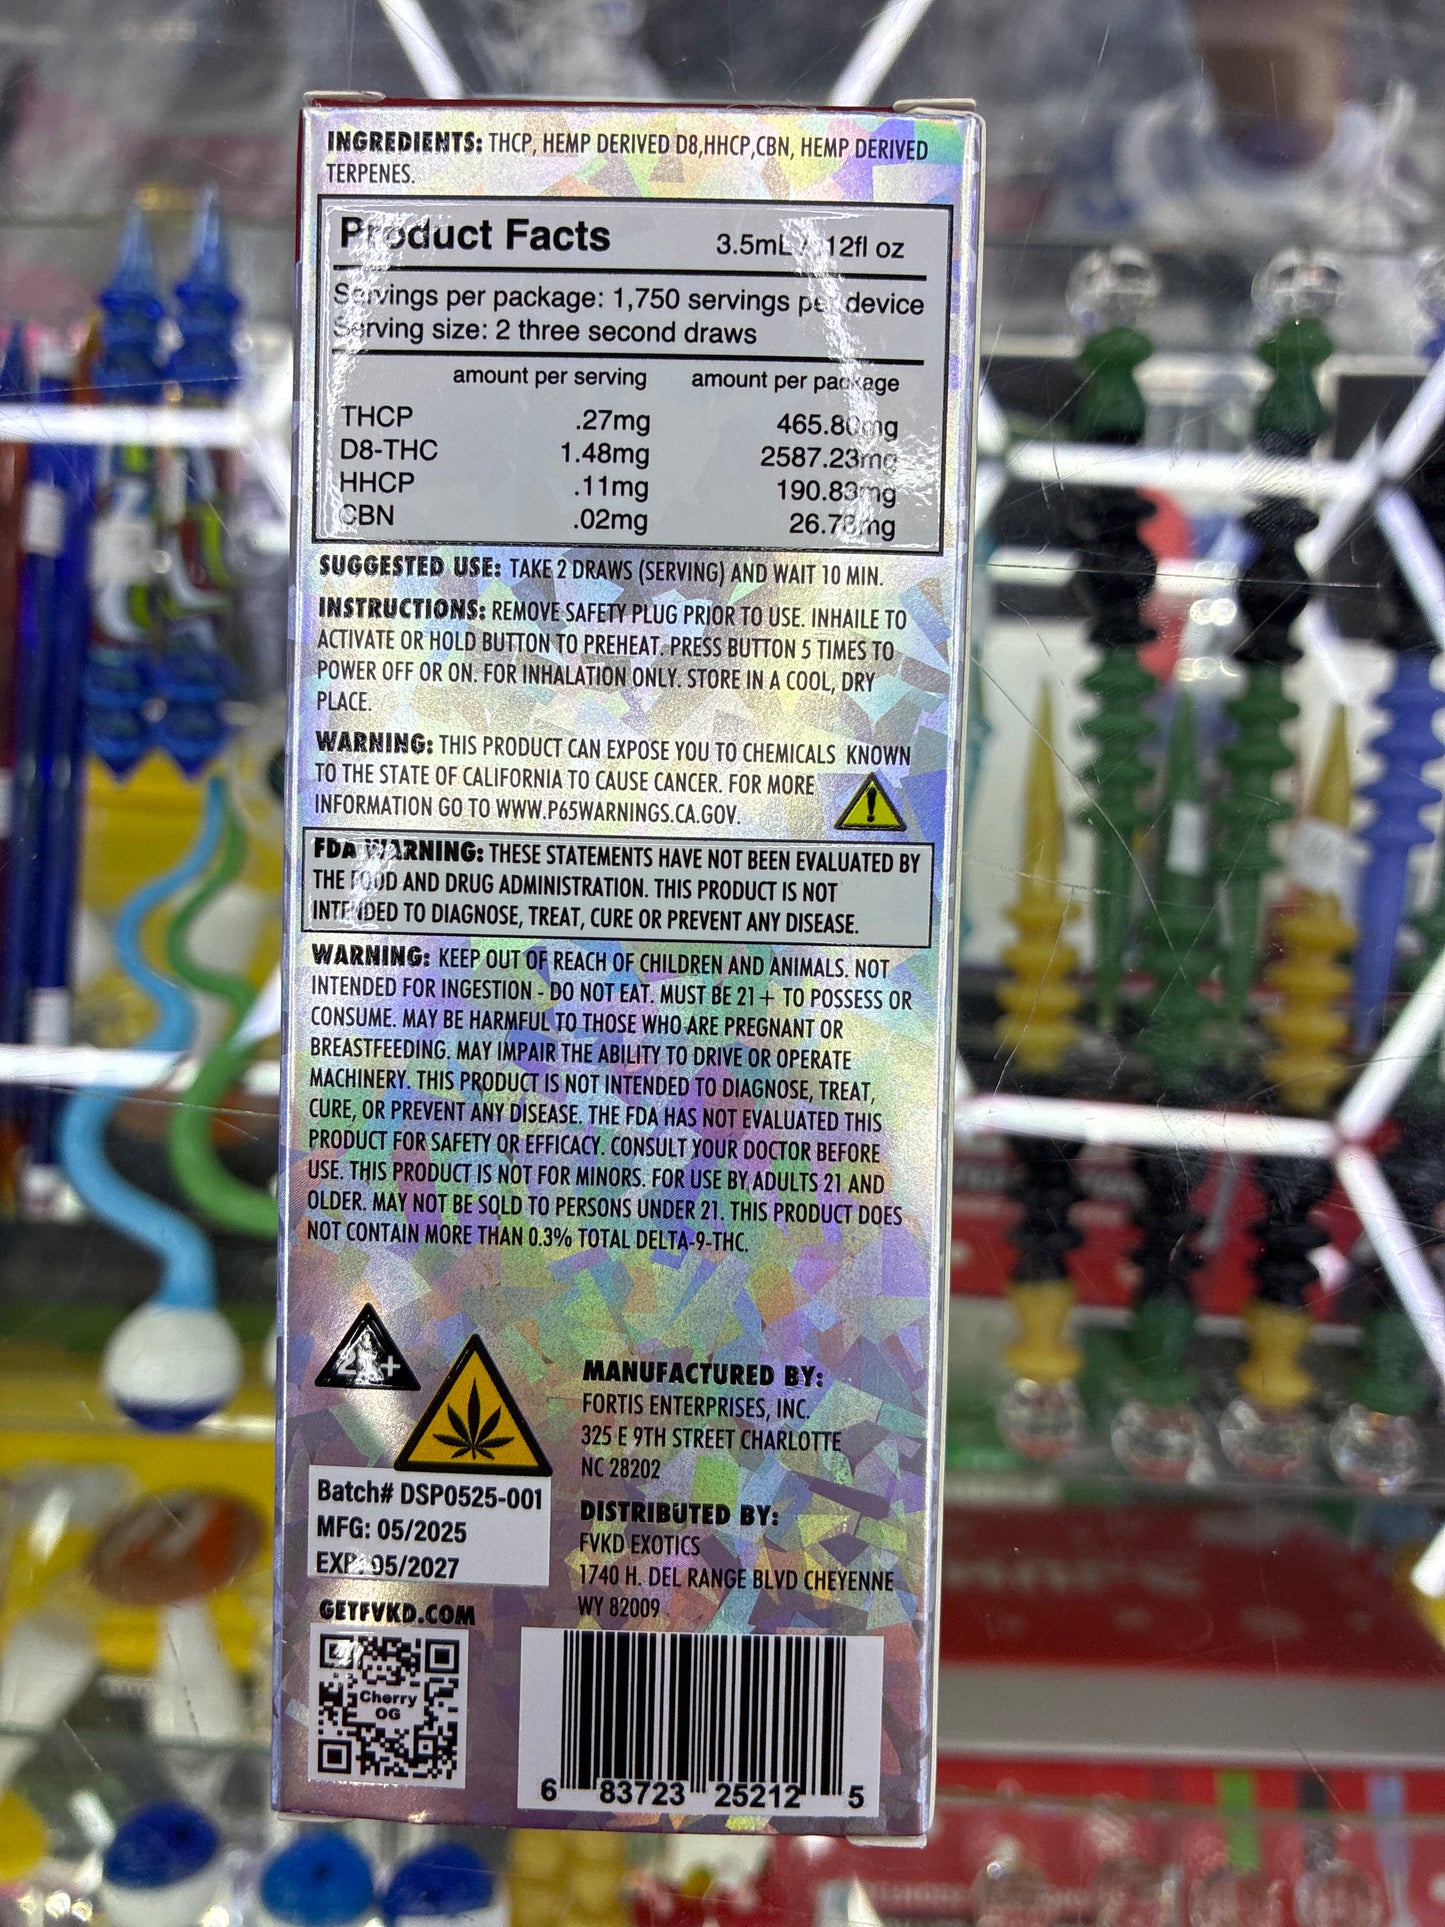 INGREDIENTS: THCP, HEMP DERIVED D8,HHCP,CBN, HEMP DERIVED
TERPENES.
Product Facts 3.5mL / .12fl oz
Servings per package: 1,750 servings per device
Serving size: 2 three second draws
amount per serving amount per package
THCP .27mg 465.80mg
D8-THC 1.48mg 2587.23mg
HHCP .11mg 190.83mg
CBN .02mg 26.78mg
SUGGESTED USE: TAKE 2 DRAWS (SERVING) AND WAIT 10 MIN.
INSTRUCTIONS: REMOVE SAFETY PLUG PRIOR TO USE. INHAILE TO
ACTIVATE OR HOLD BUTTON TO PREHEAT. PRESS BUTTON 5 TIMES TO
POWER OFF OR ON. FOR INHALATION ONLY. STORE IN A COOL, DRY
PLACE.
WARNING: THIS PRODUCT CAN EXPOSE YOU TO CHEMICALS KNOWN
TO THE STATE OF CALIFORNIA TO CAUSE CANCER. FOR MORE
INFORMATION GO TO WWW.P65WARNINGS.CA.GOV.
FDA WARNING: THESE STATEMENTS HAVE NOT BEEN EVALUATED BY
THE FOOD AND DRUG ADMINISTRATION. THIS PRODUCT IS NOT
INTENDED TO DIAGNOSE, TREAT, CURE OR PREVENT ANY DISEASE.
WARNING: KEEP OUT OF REACH OF CHILDREN AND ANIMALS. NOT
INTENDED FOR INGESTION - DO NOT EAT. MUST BE 21+ TO POSSESS OR
CONSUME. MAY BE HARMFUL TO THOSE WHO ARE PREGNANT OR
BREASTFEEDING. MAY IMPAIR THE ABILITY TO DRIVE OR OPERATE
MACHINERY. THIS PRODUCT IS NOT INTENDED TO DIAGNOSE, TREAT,
CURE, OR PREVENT ANY DISEASE. THE FDA HAS NOT EVALUATED THIS
PRODUCT FOR SAFETY OR EFFICACY. CONSULT YOUR DOCTOR BEFORE
USE. THIS PRODUCT IS NOT FOR MINORS. FOR USE BY ADULTS 21 AND
OLDER. MAY NOT BE SOLD TO PERSONS UNDER 21. THIS PRODUCT DOES
NOT CONTAIN MORE THAN 0.3% TOTAL DELTA-9-THC.
21+
MANUFACTURED BY:
FORTIS ENTERPRISES, INC.
325 E 9TH STREET CHARLOTTE
NC 28202
Batch# DSP0525-001
MFG: 05/2025
EXP: 05/2027
DISTRIBUTED BY:
FVKD EXOTICS
1740 H. DEL RANGE BLVD CHEYENNE
WY 82009
GETFVKD.COM
Cherry
OG
6 83723 25212 5